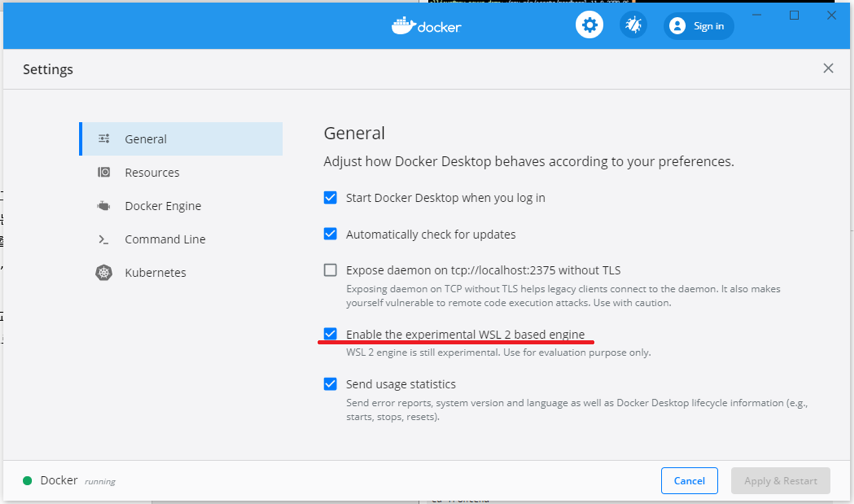 docker
Sign in
Settings
General
Resources
Docker Engine
Command Line
Kubernetes
General
Adjust how Docker Desktop behaves according to your preferences.
Start Docker Desktop when you log in
Automatically check for updates
Expose daemon on tcp://localhost:2375 without TLS
Exposing daemon on TCP without TLS helps legacy clients connect to the daemon. It also makes
yourself vulnerable to remote code execution attacks. Use with caution.
Enable the experimental WSL 2 based engine
WSL 2 engine is still experimental. Use for evaluation purpose only.
Send usage statistics
Send error reports, system version and language as well as Docker Desktop lifecycle information (e.g.,
starts, stops, resets).
Docker running
Cancel
Apply & Restart